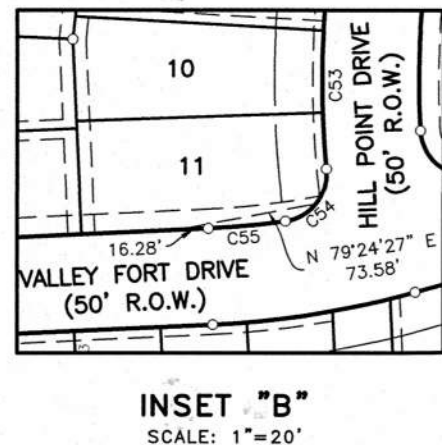 10
C53
HILL POINT DRIVE
(50' R.O.W.)
11
C54
16.28'
C55
N 79°24'27" E
73.58'
VALLEY FORT DRIVE
(50' R.O.W.)
INSET "B"
SCALE: 1"=20'